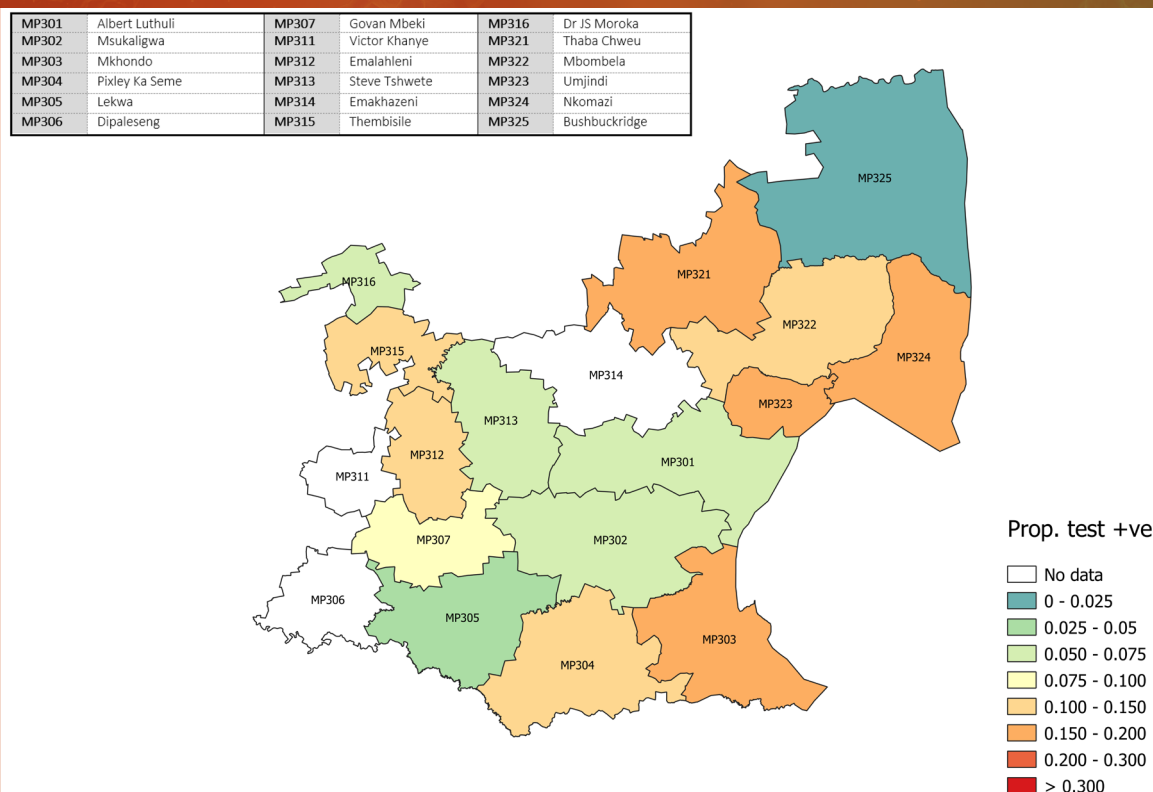 MP301 Albert Luthuli MP307 Govan Mbeki MP316 Dr JS Moroka
MP302 Msukaligwa MP311 Victor Khanye MP321 Thaba Chweu
MP303 Mkhondo MP312 Emalahleni MP322 Mbombela
MP304 Pixley Ka Seme MP313 Steve Tshwete MP323 Umjindi
MP305 Lekwa MP314 Emakhazeni MP324 Nkomazi
MP306 Dipaleseng MP315 Thembisile MP325 Bushbuckridge
MP325
MP321
MP316
MP322
MP315
MP324
MP314
MP323
MP313
MP312
MP301
MP311
MP307
MP302
MP306
MP305
MP303
MP304
Prop. test +ve
No data
0 - 0.025
0.025 - 0.05
0.050 - 0.075
0.075 - 0.100
0.100 - 0.150
0.150 - 0.200
0.200 - 0.300
> 0.300